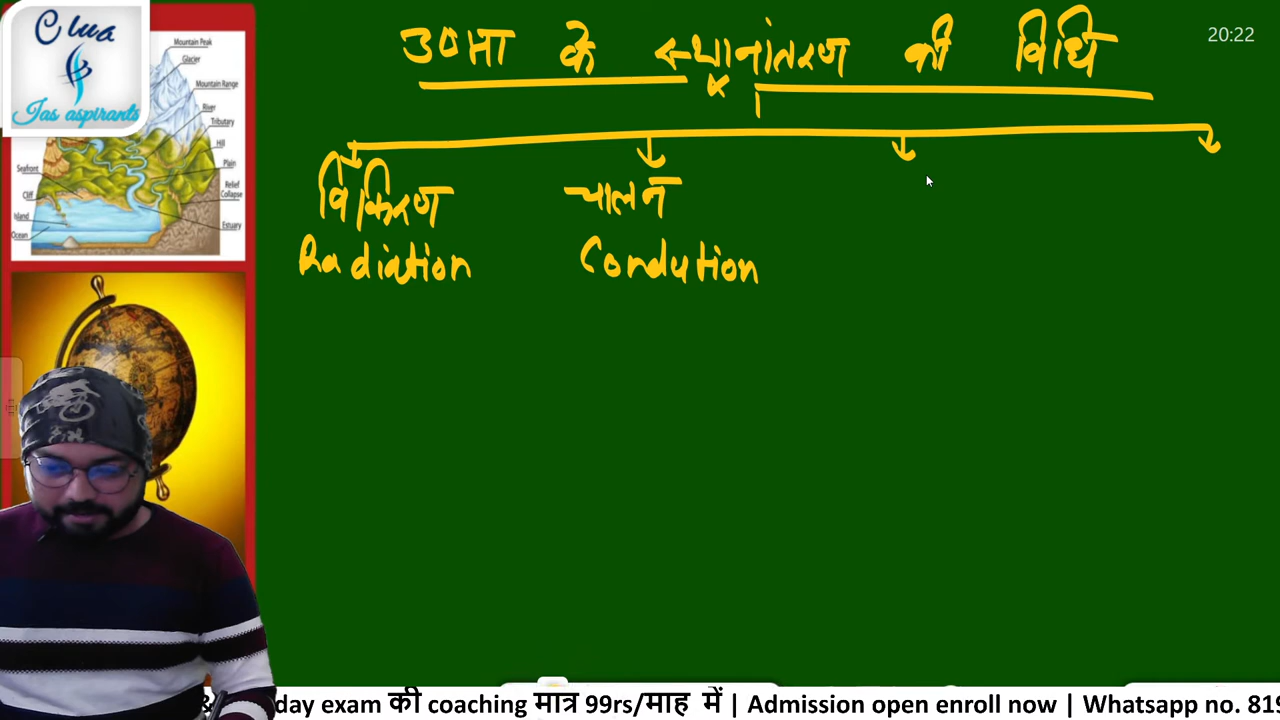 Clua
Ias aspirants
Mountain Peak
Glacier
Mountain Range
River
Tributary
Hill
Plain
Relief
Collapse
Estuary
Seafront
Cliff
Island
Ocean
20:22
उष्मा के स्थानांतरण की विधि
विकिरण चालन
Radiation Condution
day exam की coaching मात्र 99rs/माह में | Admission open enroll now | Whatsapp no. 819